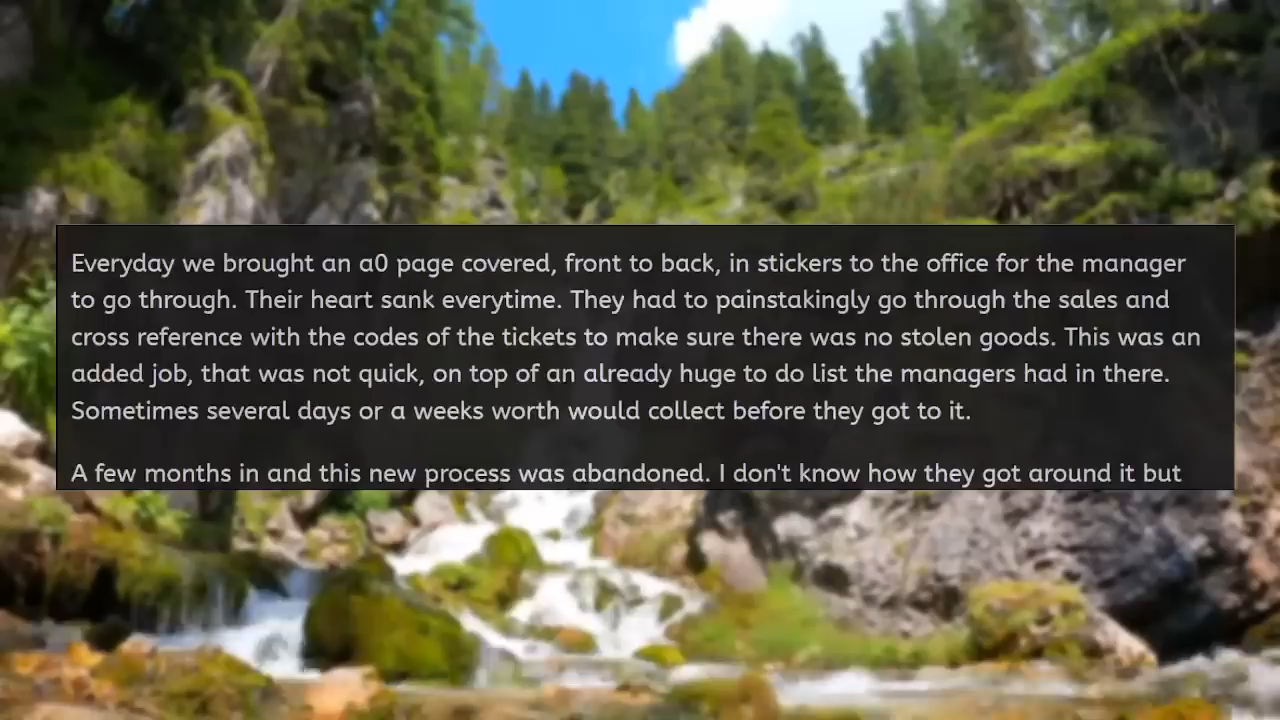 Everyday we brought an a0 page covered, front to back, in stickers to the office for the manager
to go through. Their heart sank everytime. They had to painstakingly go through the sales and
cross reference with the codes of the tickets to make sure there was no stolen goods. This was an
added job, that was not quick, on top of an already huge to do list the managers had in there.
Sometimes several days or a weeks worth would collect before they got to it.
A few months in and this new process was abandoned. I don't know how they got around it but